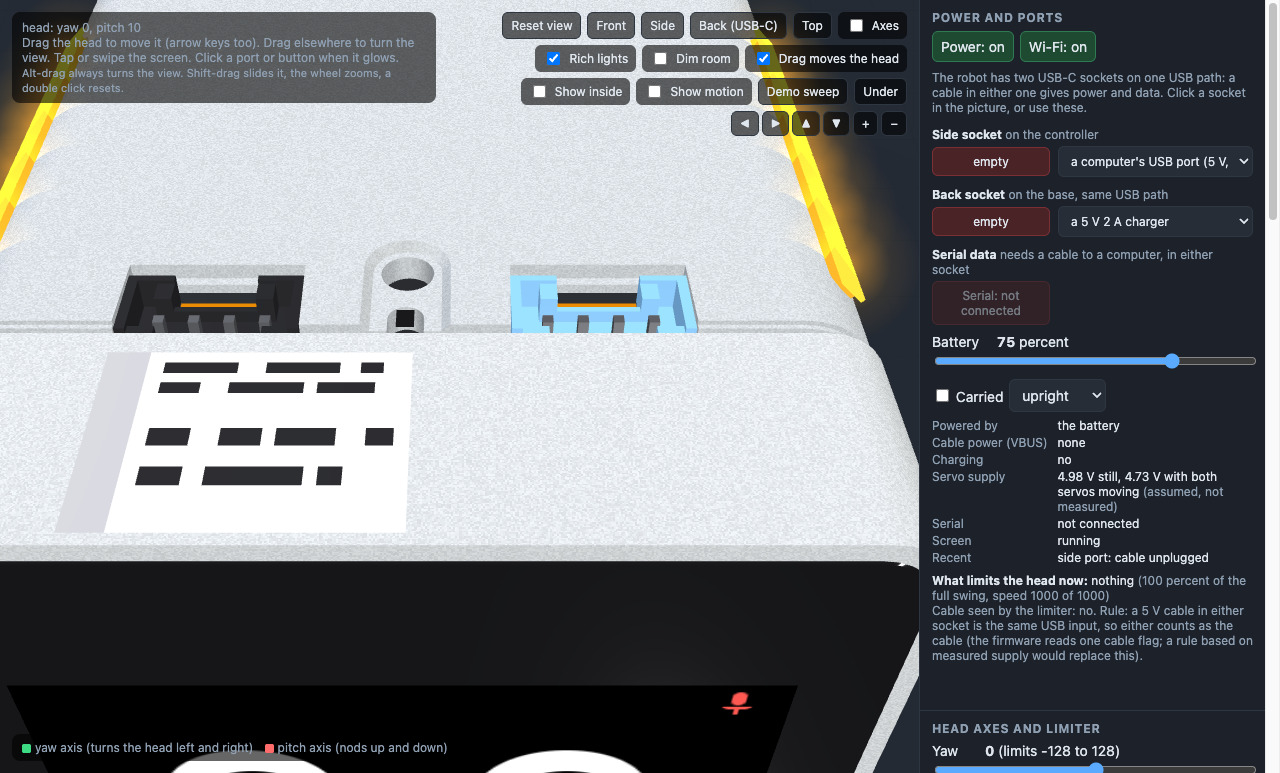 head: yaw 0, pitch 10
Drag the head to move it (arrow keys too). Drag elsewhere to turn the
view. Tap or swipe the screen. Click a port or button when it glows.
Alt-drag always turns the view. Shift-drag slides it, the wheel zooms, a
double click resets.
Reset view Front Side Back (USB-C) Top Axes
Rich lights Dim room Drag moves the head
Show inside Show motion Demo sweep Under
◀ ▶ ▲ ▼ + −
yaw axis (turns the head left and right) pitch axis (nods up and down)
POWER AND PORTS
Power: on Wi-Fi: on
The robot has two USB-C sockets on one USB path: a
cable in either one gives power and data. Click a socket
in the picture, or use these.
Side socket on the controller
empty a computer's USB port (5 V,
Back socket on the base, same USB path
empty a 5 V 2 A charger
Serial data needs a cable to a computer, in either
socket
Serial: not
connected
Battery 75 percent
Carried upright
Powered by the battery
Cable power (VBUS) none
Charging no
Servo supply 4.98 V still, 4.73 V with both
servos moving (assumed, not
measured)
Serial not connected
Screen running
Recent side port: cable unplugged
What limits the head now: nothing (100 percent of the
full swing, speed 1000 of 1000)
Cable seen by the limiter: no. Rule: a 5 V cable in either
socket is the same USB input, so either counts as the
cable (the firmware reads one cable flag; a rule based on
measured supply would replace this).
HEAD AXES AND LIMITER
Yaw 0 (limits -128 to 128)